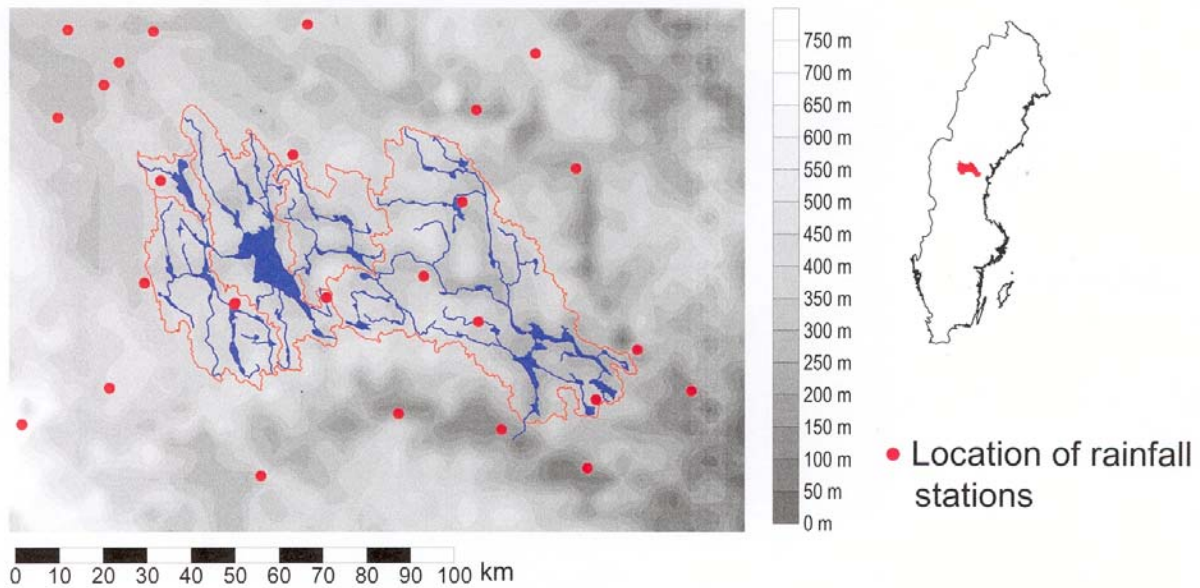 750 m
700 m
650 m
600 m
550 m
500 m
450 m
400 m
350 m
300 m
250 m
200 m
150 m
100 m
50 m
0 m
Location of rainfall
stations
0 10 20 30 40 50 60 70 80 90 100 km